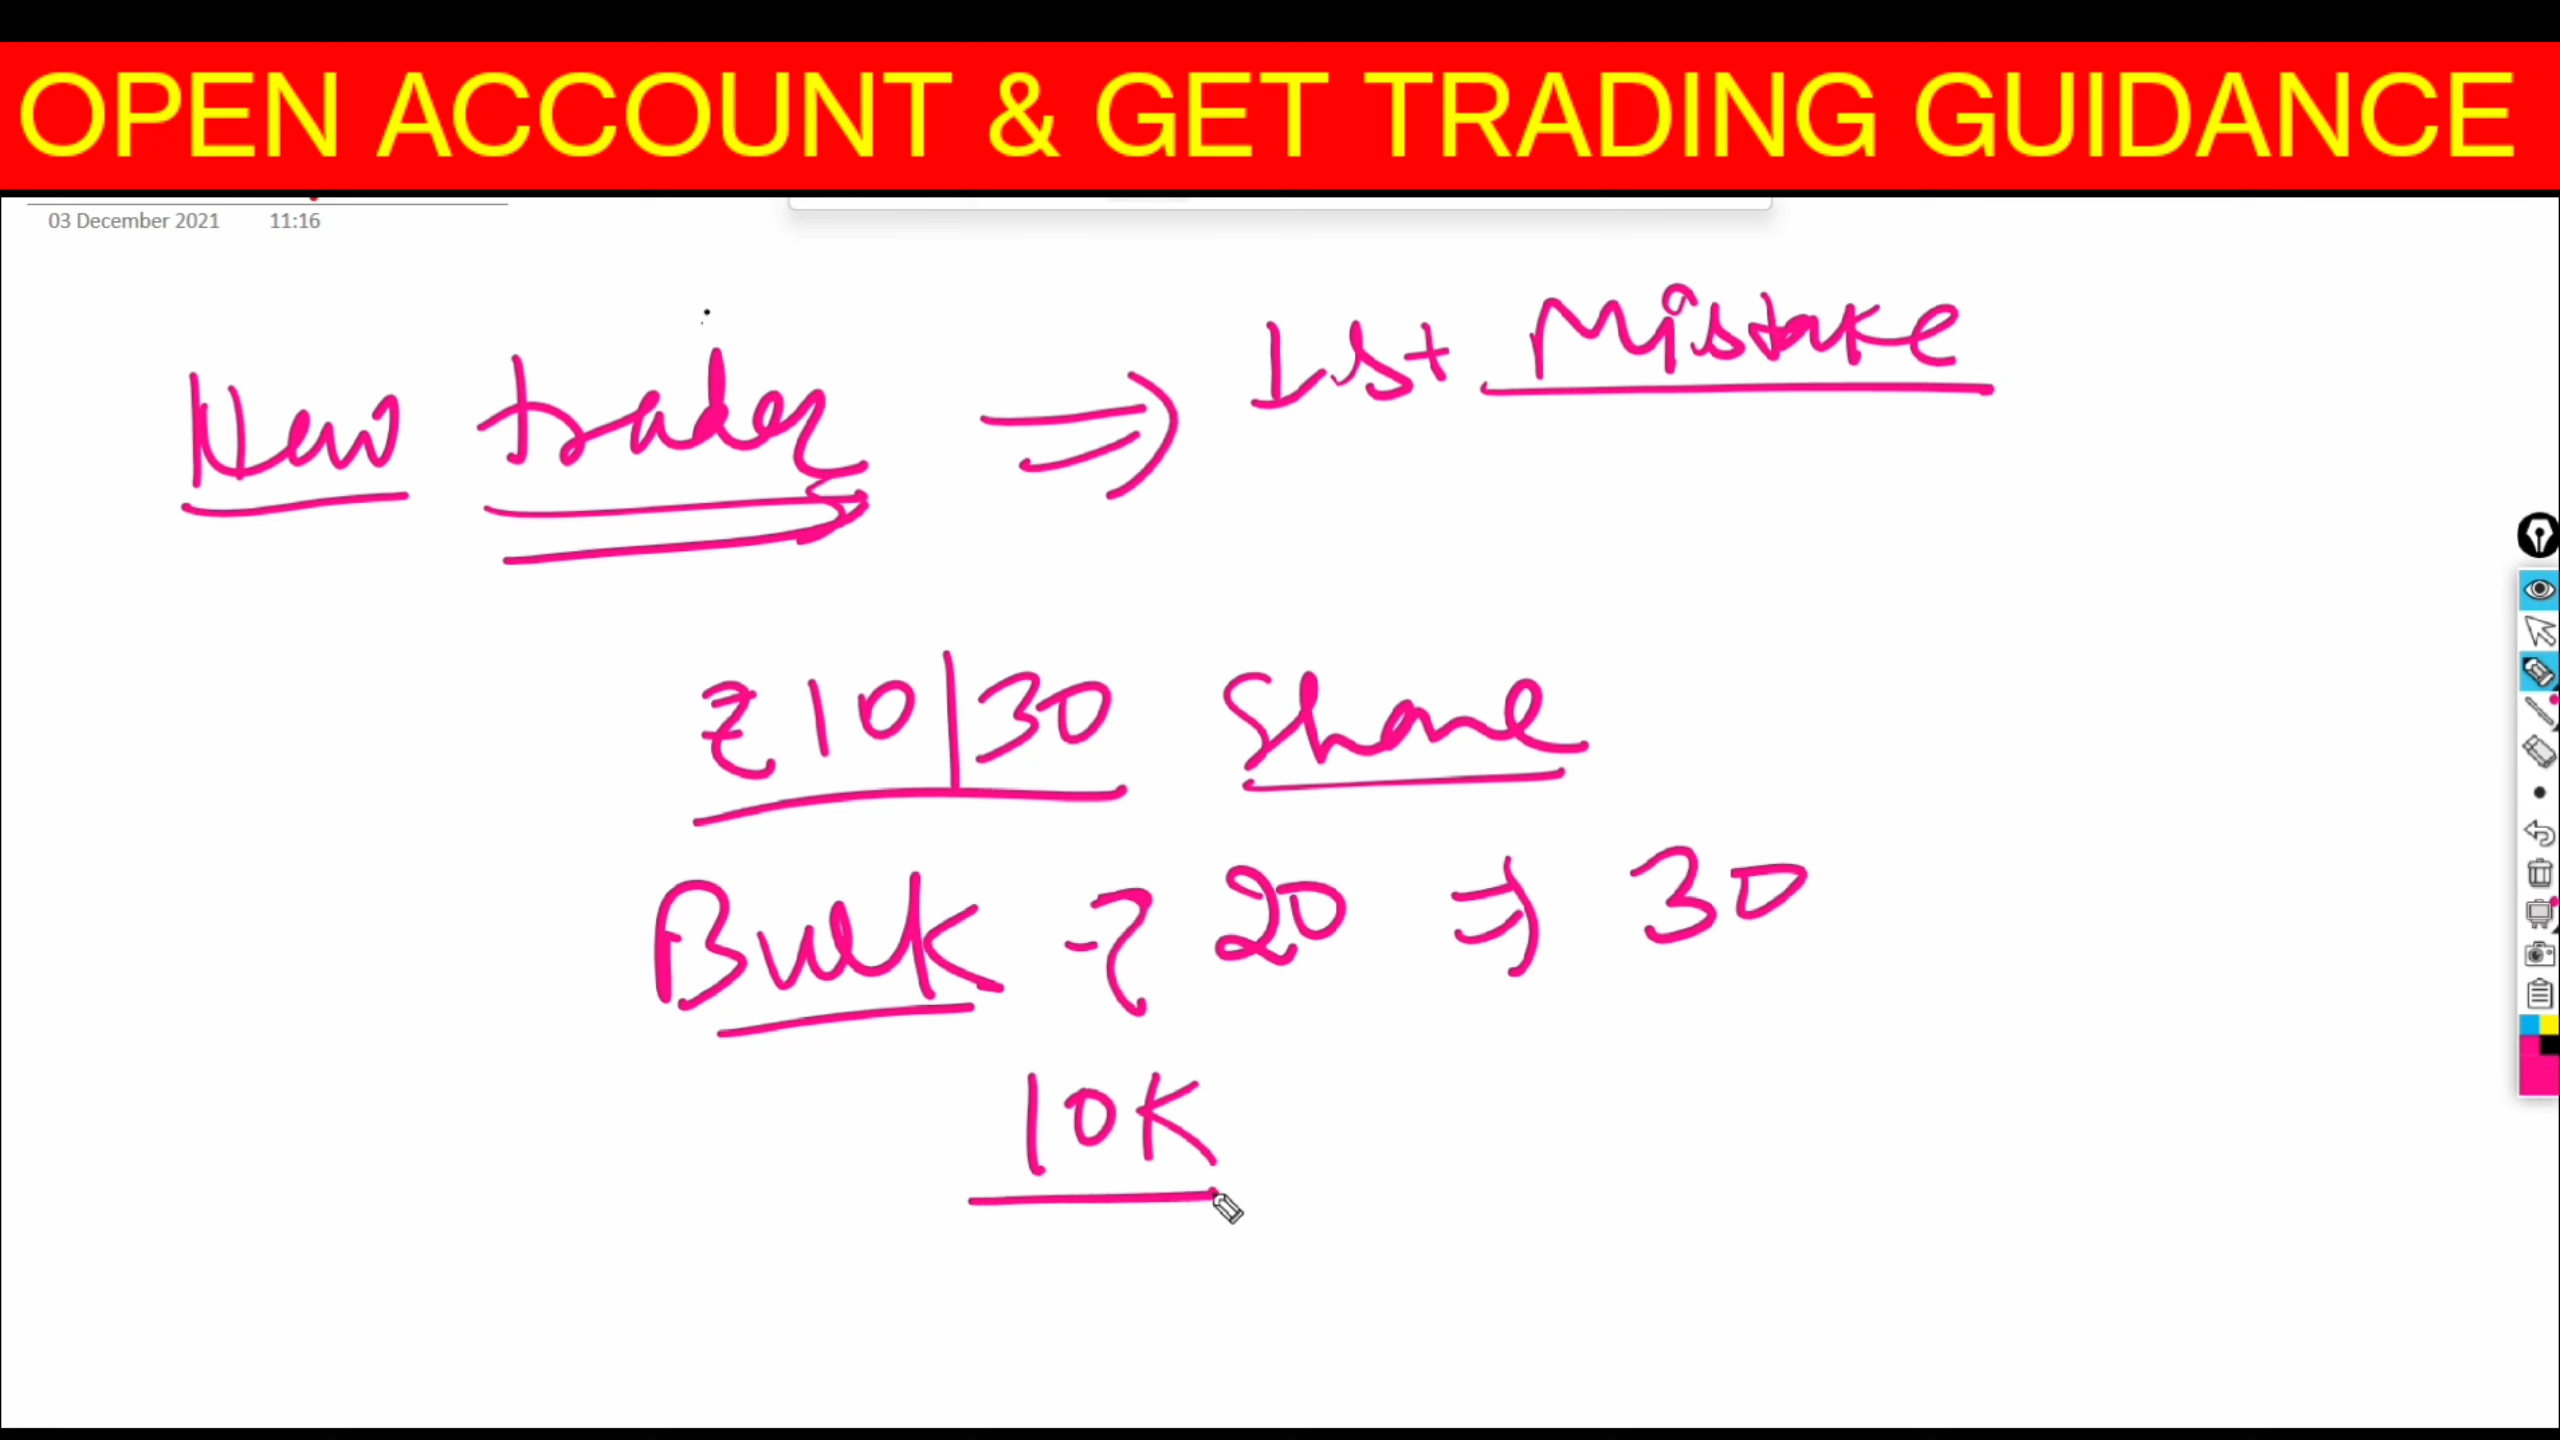 OPEN ACCOUNT & GET TRADING GUIDANCE
03 December 2021 11:16
New trader ⇒ 1st Mistake
₹10|30 Share
Bulk → 20 ⇒ 30
10K